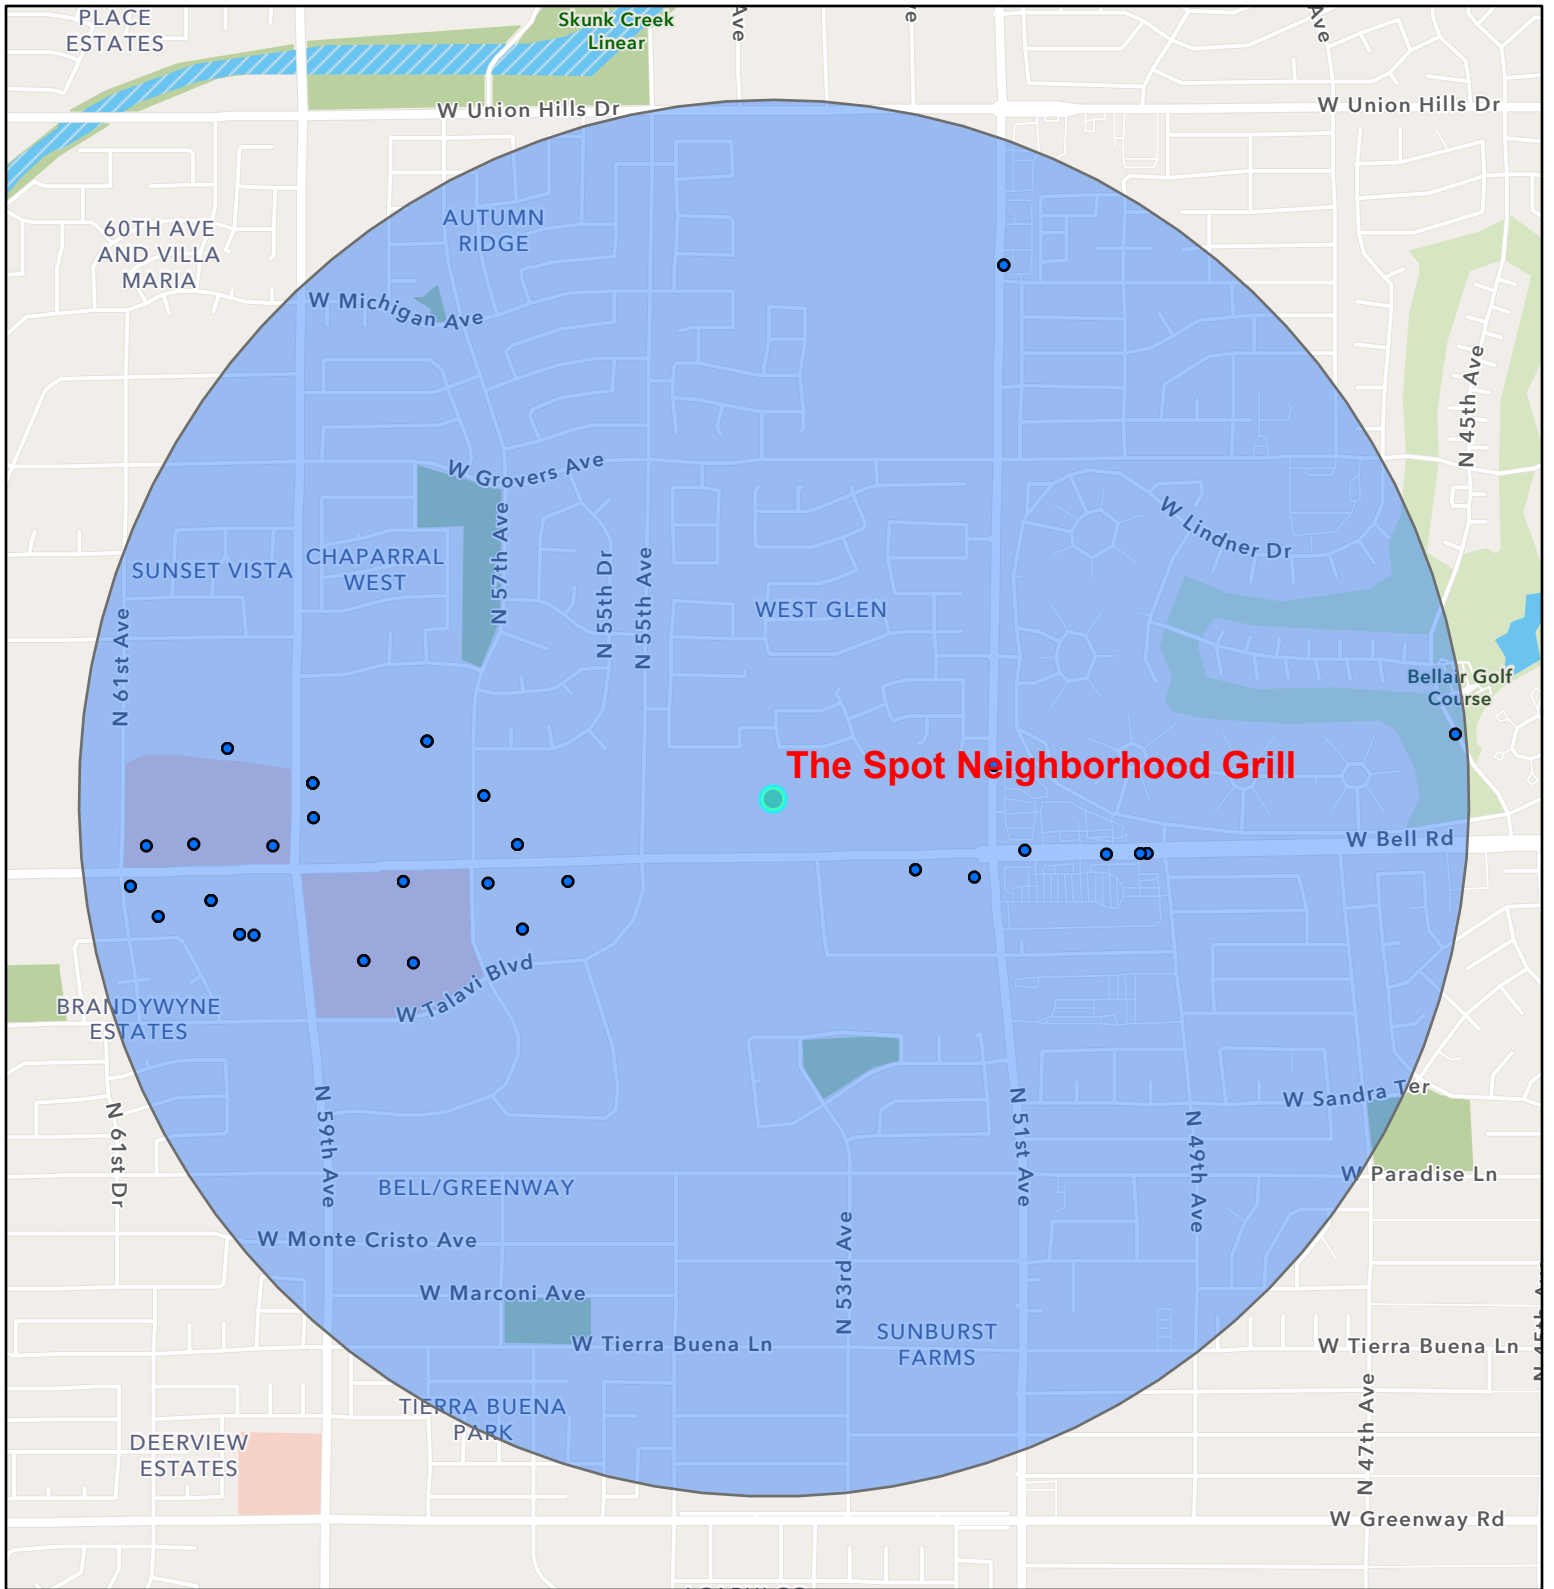 PLACE
ESTATES
Skunk Creek
Linear
Ave
Ave
W Union Hills Dr
W Union Hills Dr
AUTUMN
RIDGE
60TH AVE
AND VILLA
MARIA
W Michigan Ave
N 45th Ave
W Grovers Ave
W Lindner Dr
N 57th Ave
SUNSET VISTA
CHAPARRAL
WEST
N 55th Dr
N 55th Ave
WEST GLEN
N 61st Ave
Bellair Golf
Course
The Spot Neighborhood Grill
W Bell Rd
W Talavi Blvd
BRANDYWYNE
ESTATES
N 61st Dr
N 59th Ave
N 51st Ave
W Sandra Ter
N 49th Ave
W Paradise Ln
BELL/GREENWAY
W Monte Cristo Ave
N 53rd Ave
W Marconi Ave
SUNBURST
FARMS
W Tierra Buena Ln
W Tierra Buena Ln
N 45th Ave
TIERRA BUENA
PARK
DEERVIEW
ESTATES
N 47th Ave
W Greenway Rd